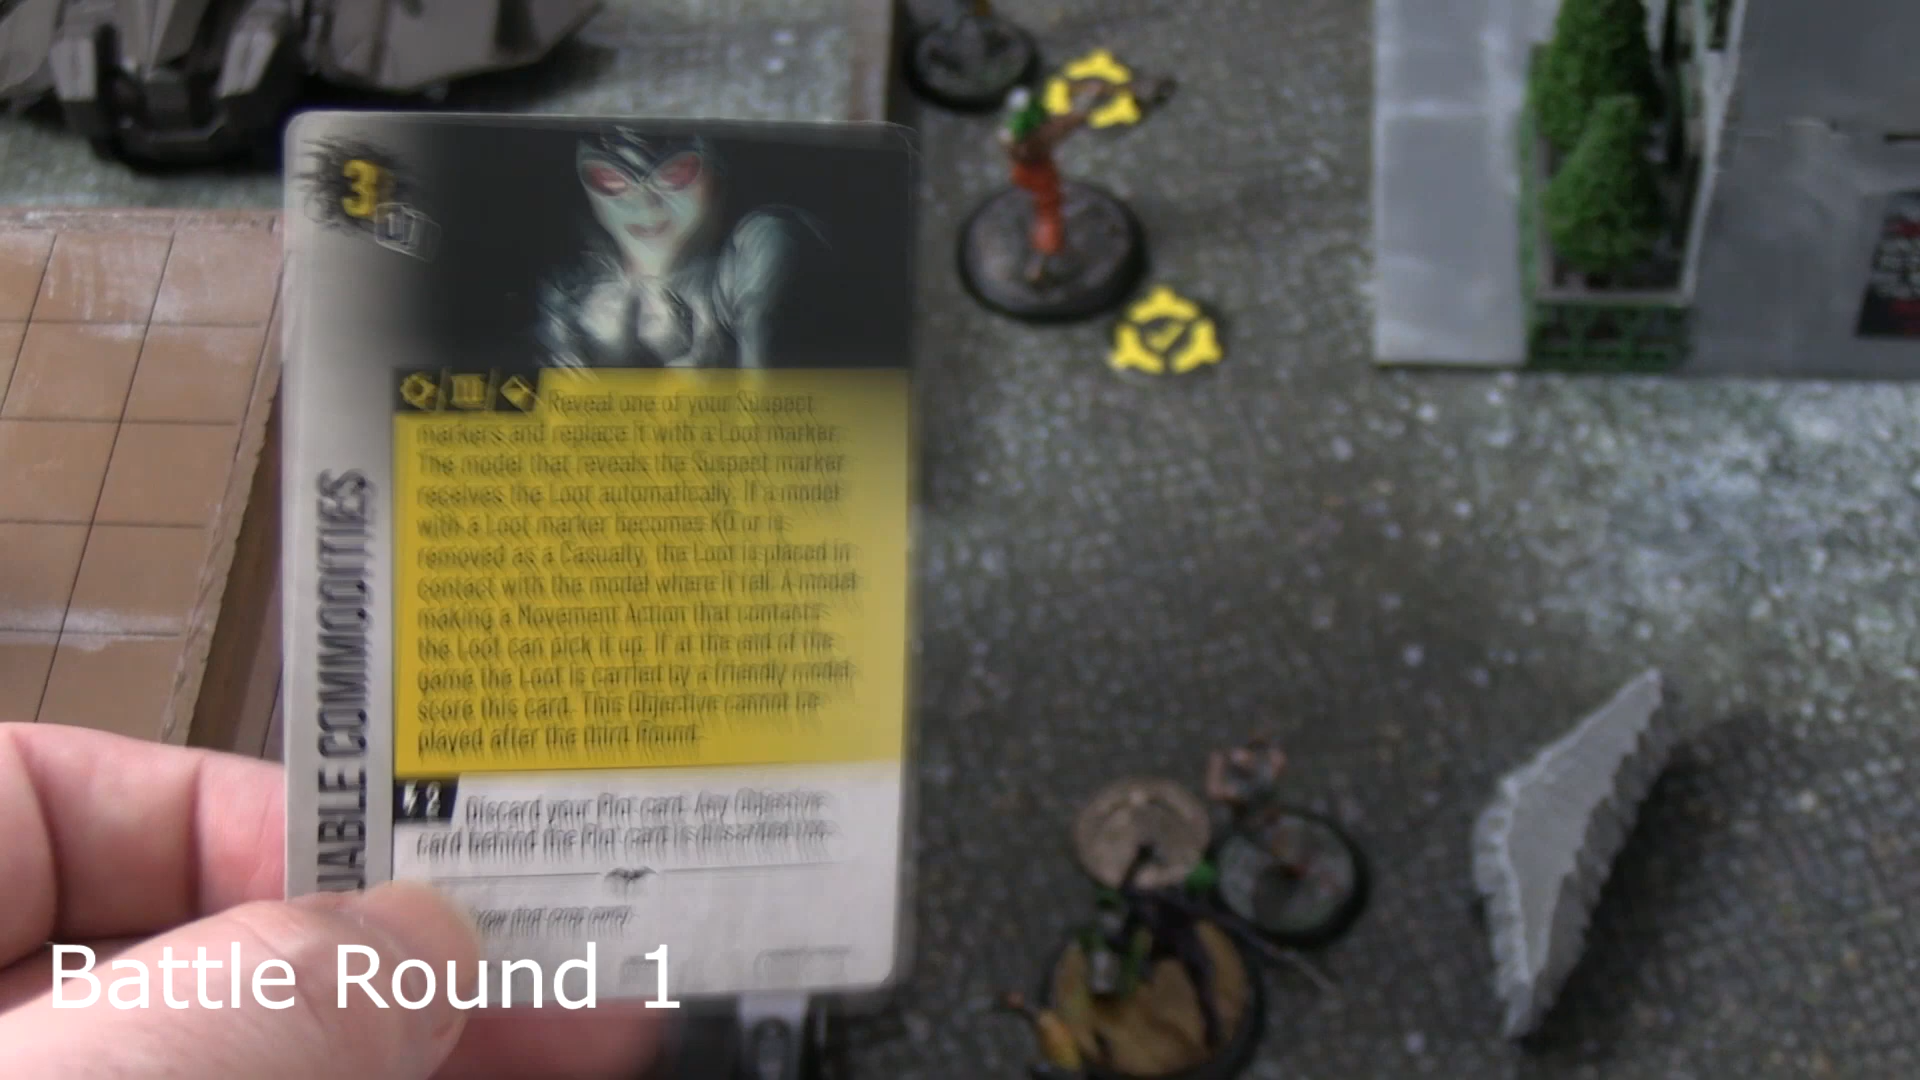 3
UABLE COMMODITIES
Reveal one of your Suspect
markers and replace it with a Loot marker.
The model that reveals the Suspect marker
receives the Loot automatically. If a model
with a Loot marker becomes KO or is
removed as a Casualty, the Loot is placed in
contact with the model where it fall. A model
making a Movement Action that contacts
the Loot can pick it up. If at the end of the
game the Loot is carried by a friendly model
score this card. This Objective cannot be
played after the third Round.
2
Discard your Plot card. Any Objective
card behind the Plot card is discarded
Battle Round 1